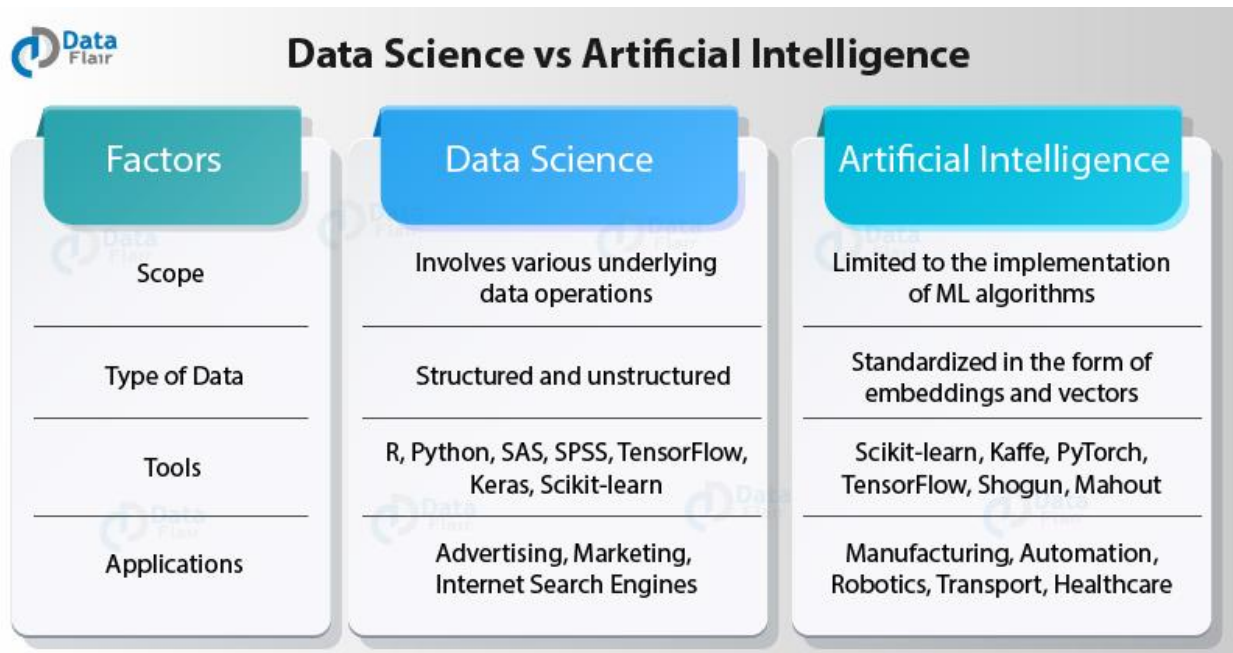 Data
Flair
Data Science vs Artificial Intelligence
Factors
Data Science
Artificial Intelligence
Scope
Involves various underlying
data operations
Limited to the implementation
of ML algorithms
Type of Data
Structured and unstructured
Standardized in the form of
embeddings and vectors
Tools
R, Python, SAS, SPSS, TensorFlow,
Keras, Scikit-learn
Scikit-learn, Kaffe, PyTorch,
TensorFlow, Shogun, Mahout
Applications
Advertising, Marketing,
Internet Search Engines
Manufacturing, Automation,
Robotics, Transport, Healthcare